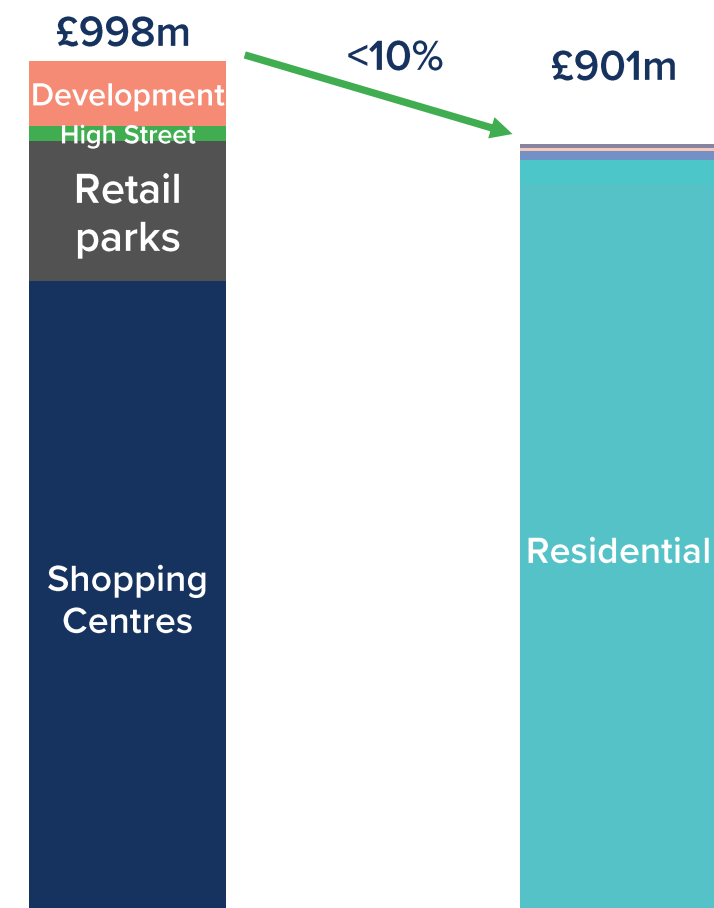 £998m
<10%
£901m
Development
High Street
Retail
parks
Shopping
Centres
Residential